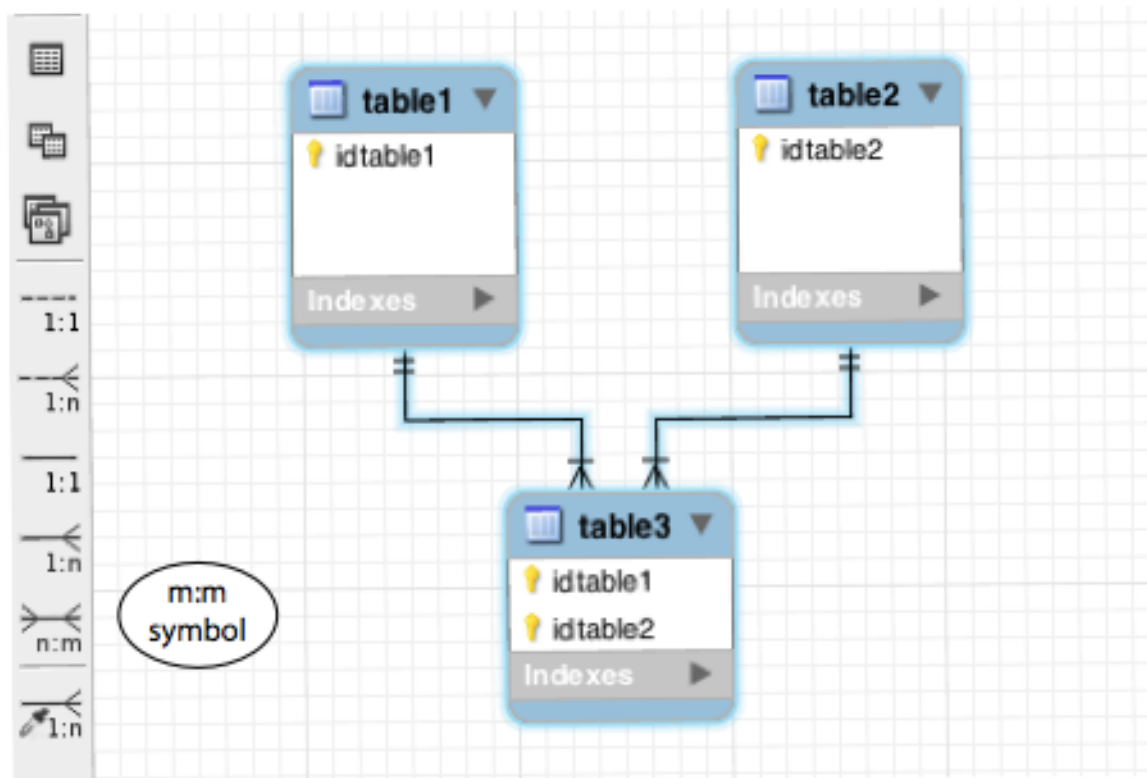 table1
idtable1
Indexes
table2
idtable2
Indexes
1:1
1:n
1:1
1:n
n:m
1:n
m:m
symbol
table3
idtable1
idtable2
Indexes